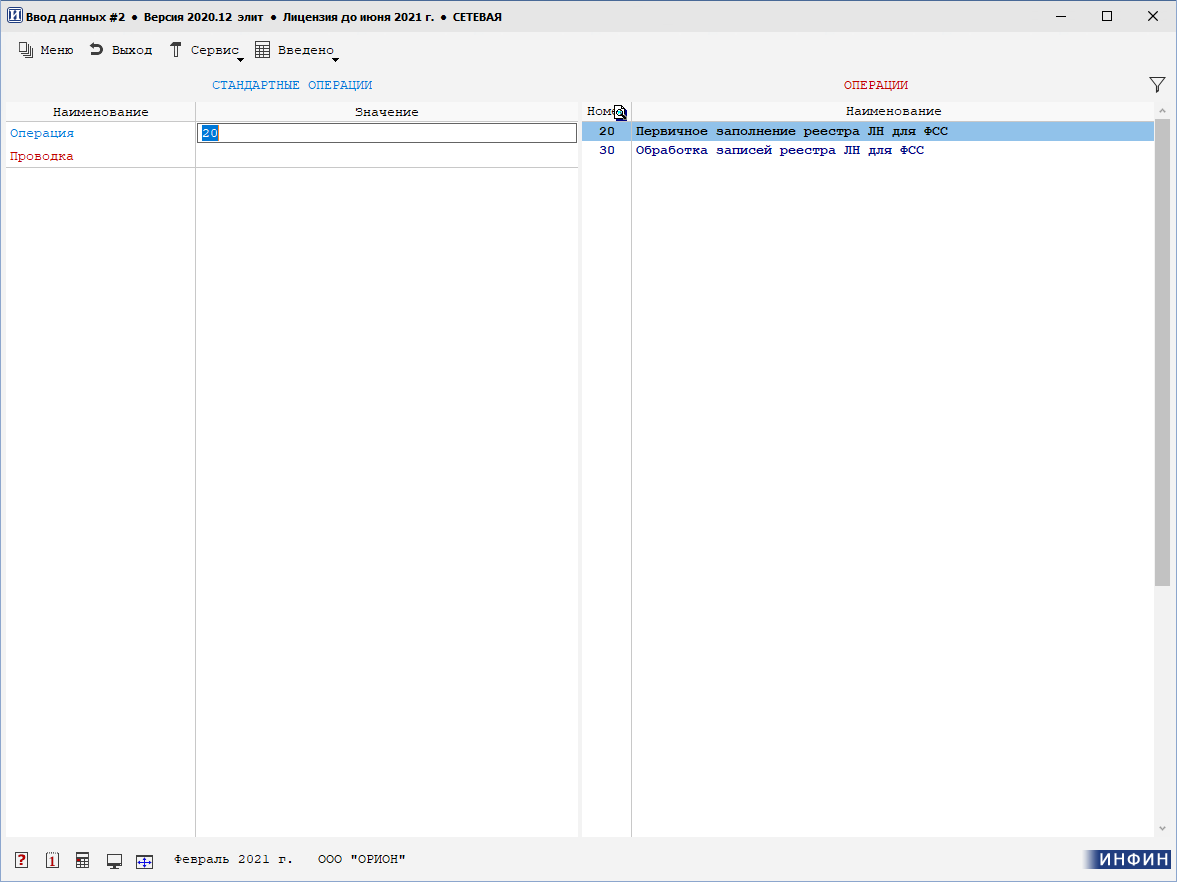 Ввод данных #2 ● Версия 2020.12 элит ● Лицензия до июня 2021 г. ● СЕТЕВАЯ
Меню Выход Сервис Введено
СТАНДАРТНЫЕ ОПЕРАЦИИ
ОПЕРАЦИИ
Наименование Значение
Операция 20
Проводка
Наименование
20 Первичное заполнение реестра ЛН для ФСС
30 Обработка записей реестра ЛН для ФСС
? 1 Февраль 2021 г. ООО "ОРИОН"
ИНФИН